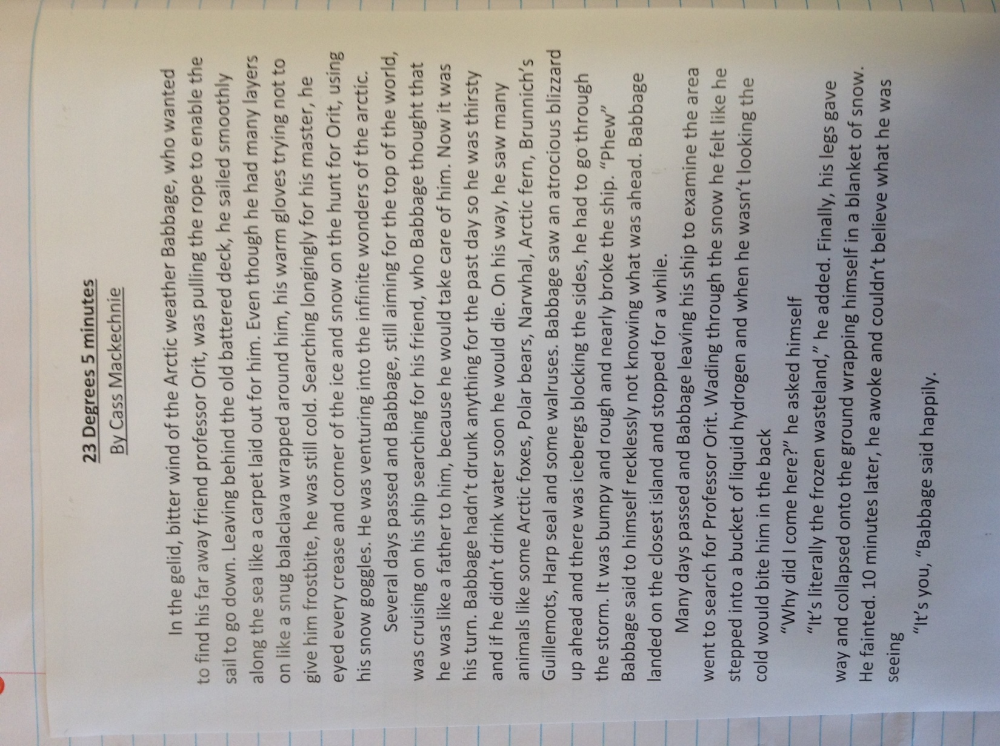 23 Degrees 5 minutes
By Cass Mackechnie
In the gelid, bitter wind of the Arctic weather Babbage, who wanted
to find his far away friend professor Orit, was pulling the rope to enable the
sail to go down. Leaving behind the old battered deck, he sailed smoothly
along the sea like a carpet laid out for him. Even though he had many layers
on like a snug balaclava wrapped around him, his warm gloves trying not to
give him frostbite, he was still cold. Searching longingly for his master, he
eyed every crease and corner of the ice and snow on the hunt for Orit, using
his snow goggles. He was venturing into the infinite wonders of the arctic.
Several days passed and Babbage, still aiming for the top of the world,
was cruising on his ship searching for his friend, who Babbage thought that
he was like a father to him, because he would take care of him. Now it was
his turn. Babbage hadn't drunk anything for the past day so he was thirsty
and if he didn't drink water soon he would die. On his way, he saw many
animals like some Arctic foxes, Polar bears, Narwhal, Arctic fern, Brunnich's
Guillemots, Harp seal and some walruses. Babbage saw an atrocious blizzard
up ahead and there was icebergs blocking the sides, he had to go through
the storm. It was bumpy and rough and nearly broke the ship. “Phew”
Babbage said to himself recklessly not knowing what was ahead. Babbage
landed on the closest island and stopped for a while.
Many days passed and Babbage leaving his ship to examine the area
went to search for Professor Orit. Wading through the snow he felt like he
stepped into a bucket of liquid hydrogen and when he wasn't looking the
cold would bite him in the back
“Why did I come here?” he asked himself
“It's literally the frozen wasteland,” he added. Finally, his legs gave
way and collapsed onto the ground wrapping himself in a blanket of snow.
He fainted. 10 minutes later, he awoke and couldn't believe what he was
seeing
“It's you, “Babbage said happily.